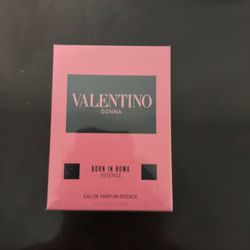 VALENTINO
DONNA
BORN IN ROMA
INTENSE
EAU DE PARFUM INTENSE